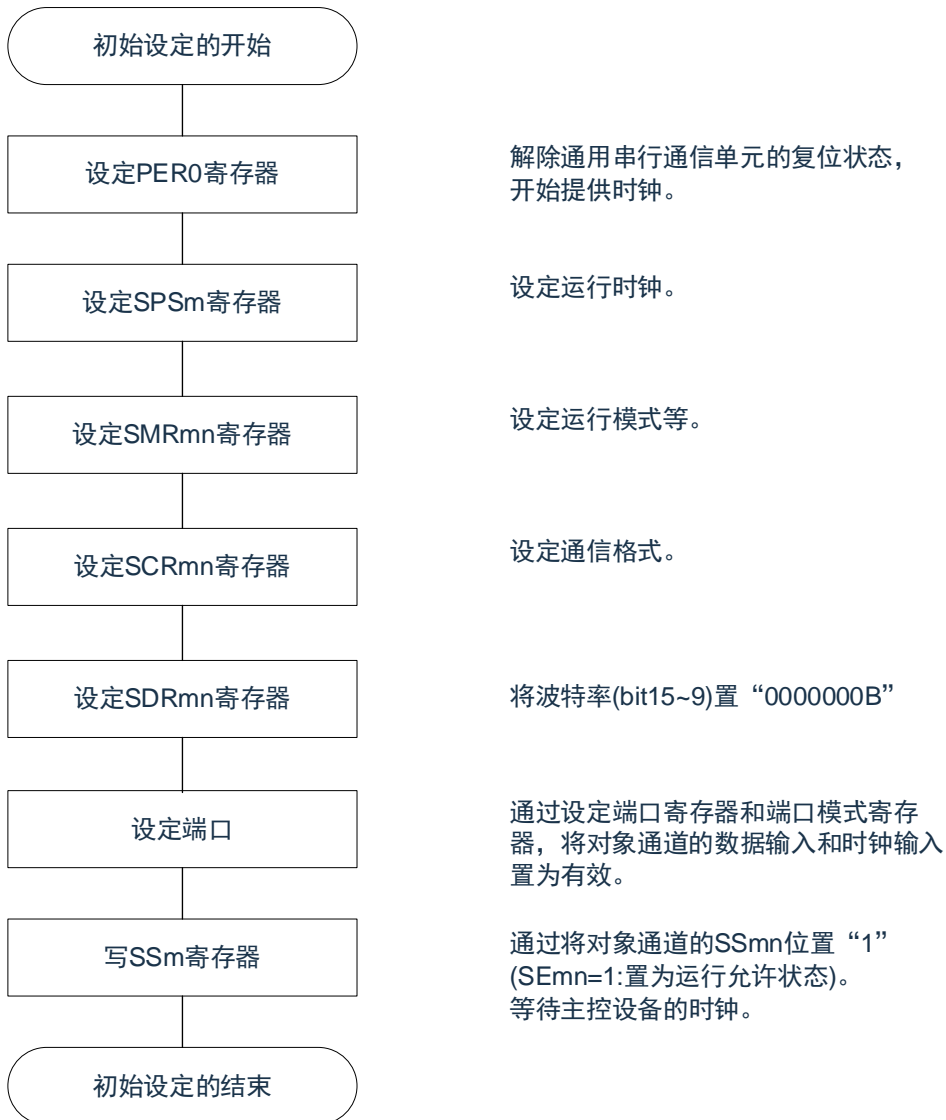 初始设定的开始
设定PER0寄存器
解除通用串行通信单元的复位状态，
开始提供时钟。
设定SPSm寄存器
设定运行时钟。
设定SMRmn寄存器
设定运行模式等。
设定SCRmn寄存器
设定通信格式。
设定SDRmn寄存器
将波特率(bit15~9)置“0000000B”
设定端口
通过设定端口寄存器和端口模式寄存
器，将对象通道的数据输入和时钟输入
置为有效。
写SSm寄存器
通过将对象通道的SSmn位置“1”
(SEmn=1:置为运行允许状态)。
等待主控设备的时钟。
初始设定的结束